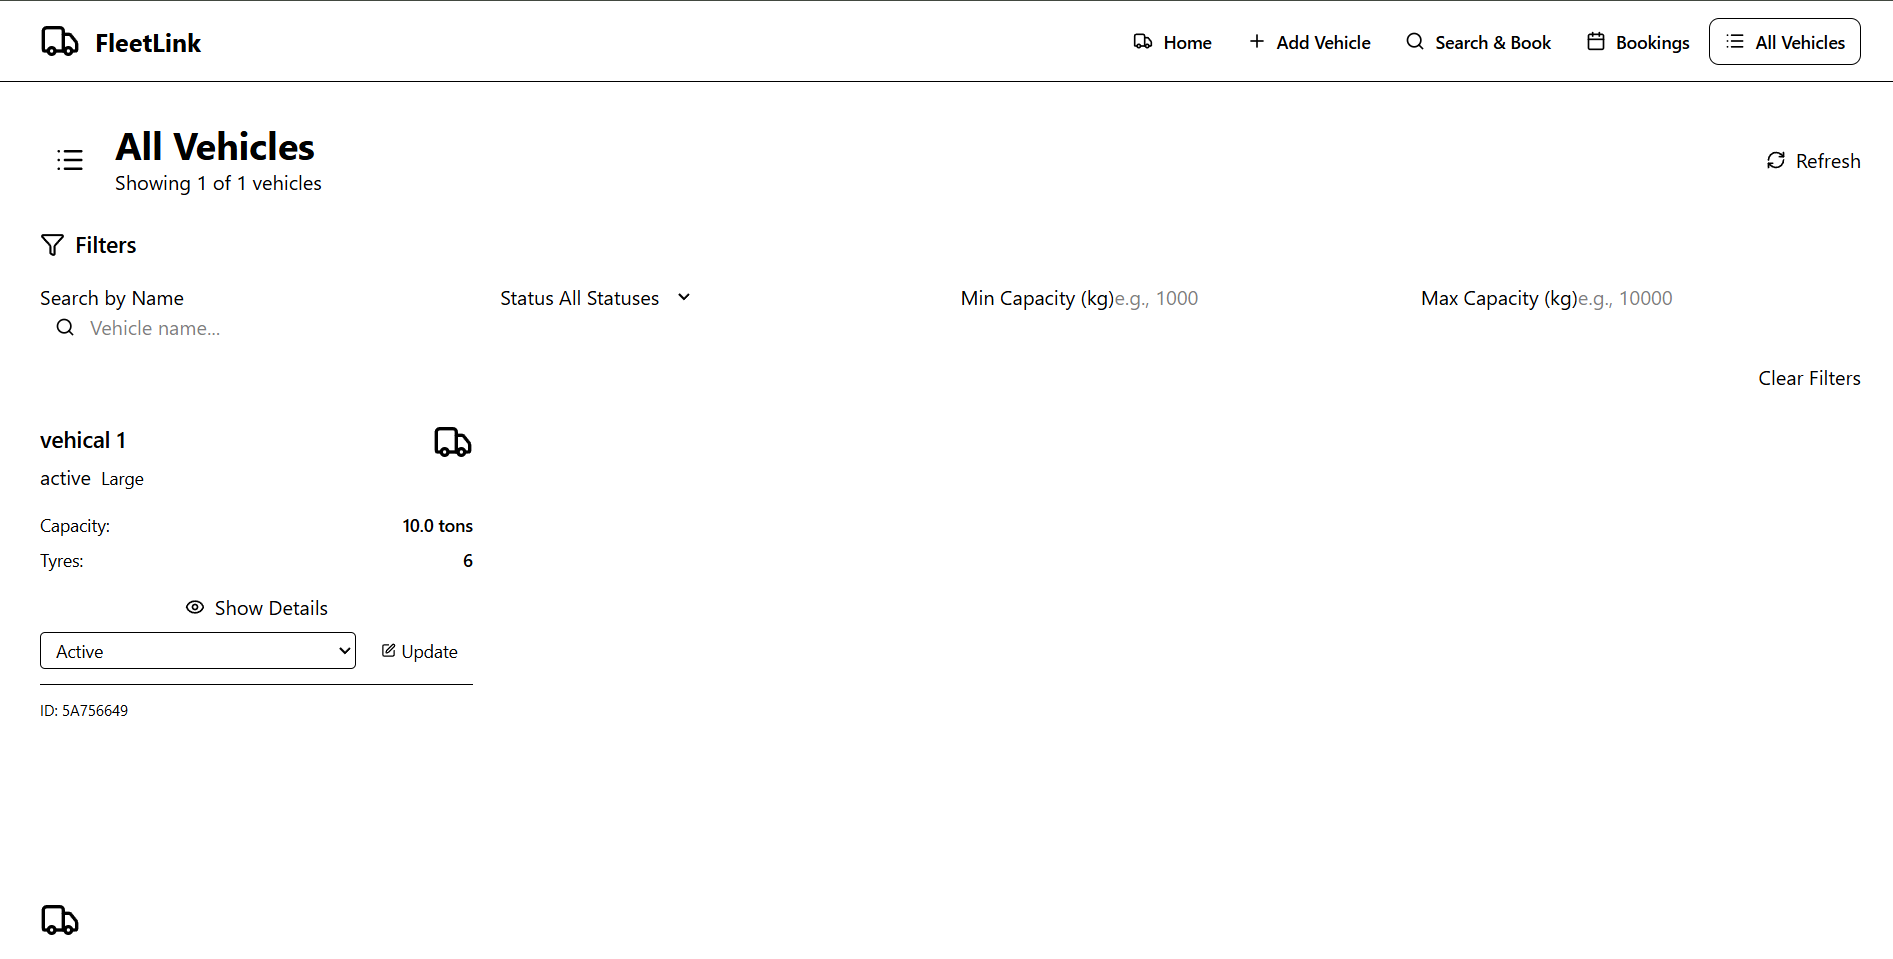 FleetLink
Home
Add Vehicle
Search & Book
Bookings
All Vehicles
All Vehicles
Showing 1 of 1 vehicles
Refresh
Filters
Search by Name
Vehicle name...
Status All Statuses
Min Capacity (kg)e.g., 1000
Max Capacity (kg)e.g., 10000
Clear Filters
vehical 1
active Large
Capacity: 10.0 tons
Tyres: 6
Show Details
Active
Update
ID: 5A756649